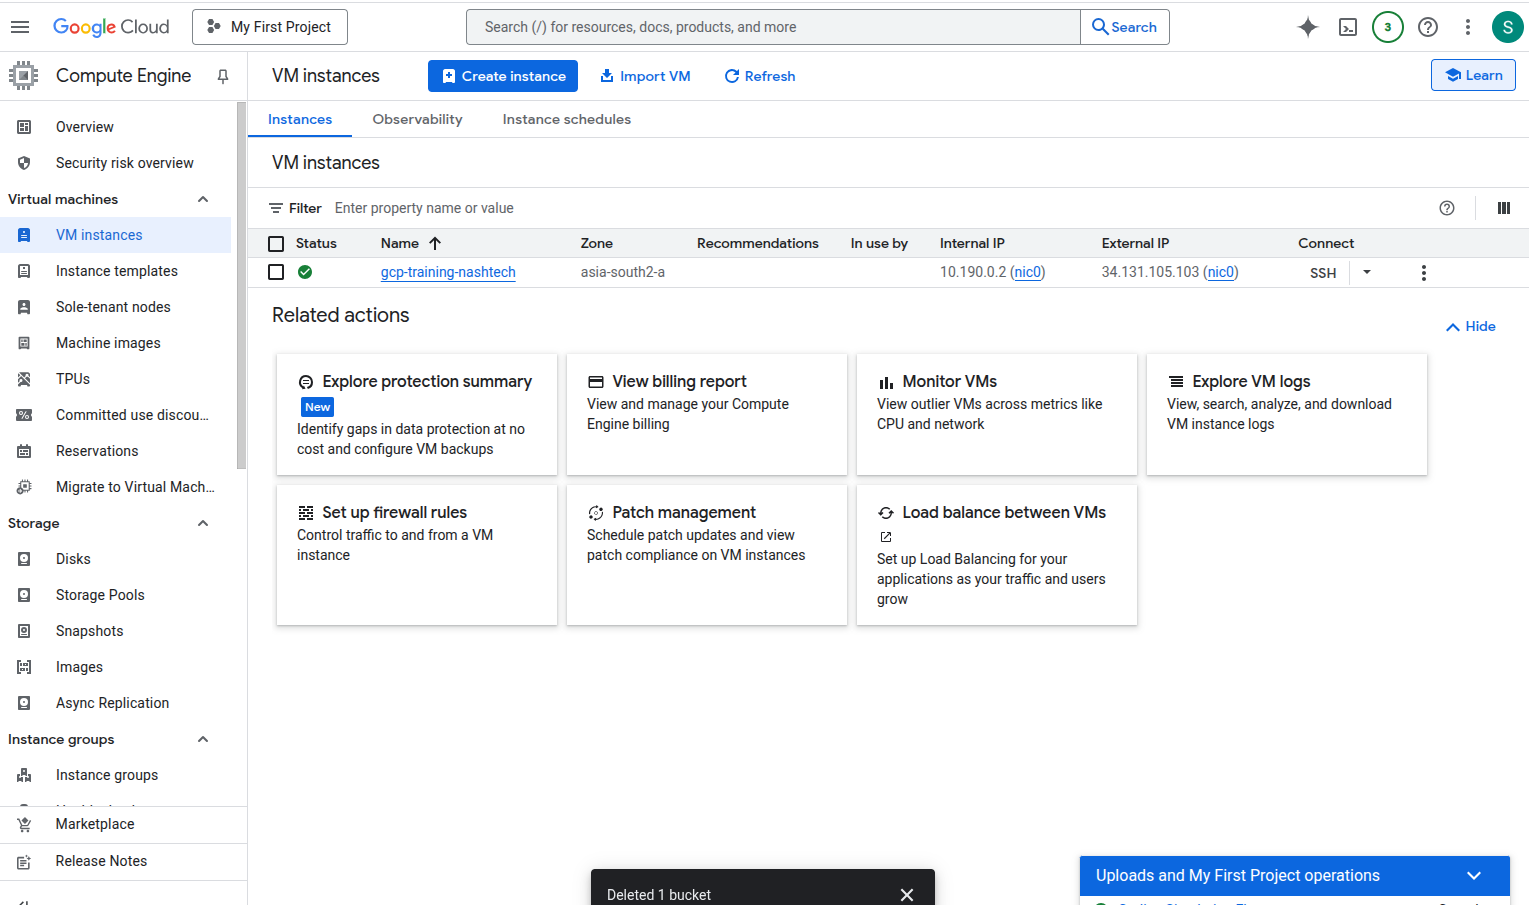 Google Cloud
My First Project
Search (/) for resources, docs, products, and more
Search
3
S
Compute Engine
VM instances
Create instance
Import VM
Refresh
Learn
Instances
Observability
Instance schedules
Overview
Security risk overview
Virtual machines
VM instances
Instance templates
Sole-tenant nodes
Machine images
TPUs
Committed use discou...
Reservations
Migrate to Virtual Mach...
Storage
Disks
Storage Pools
Snapshots
Images
Async Replication
Instance groups
Instance groups
Marketplace
Release Notes
VM instances
Filter Enter property name or value
Status Name Zone Recommendations In use by Internal IP External IP Connect
gcp-training-nashtech asia-south2-a 10.190.0.2 (nic0) 34.131.105.103 (nic0) SSH
Related actions
Hide
Explore protection summary
New
Identify gaps in data protection at no
cost and configure VM backups
View billing report
View and manage your Compute
Engine billing
Monitor VMs
View outlier VMs across metrics like
CPU and network
Explore VM logs
View, search, analyze, and download
VM instance logs
Set up firewall rules
Control traffic to and from a VM
instance
Patch management
Schedule patch updates and view
patch compliance on VM instances
Load balance between VMs
Set up Load Balancing for your
applications as your traffic and users
grow
Deleted 1 bucket
Uploads and My First Project operations